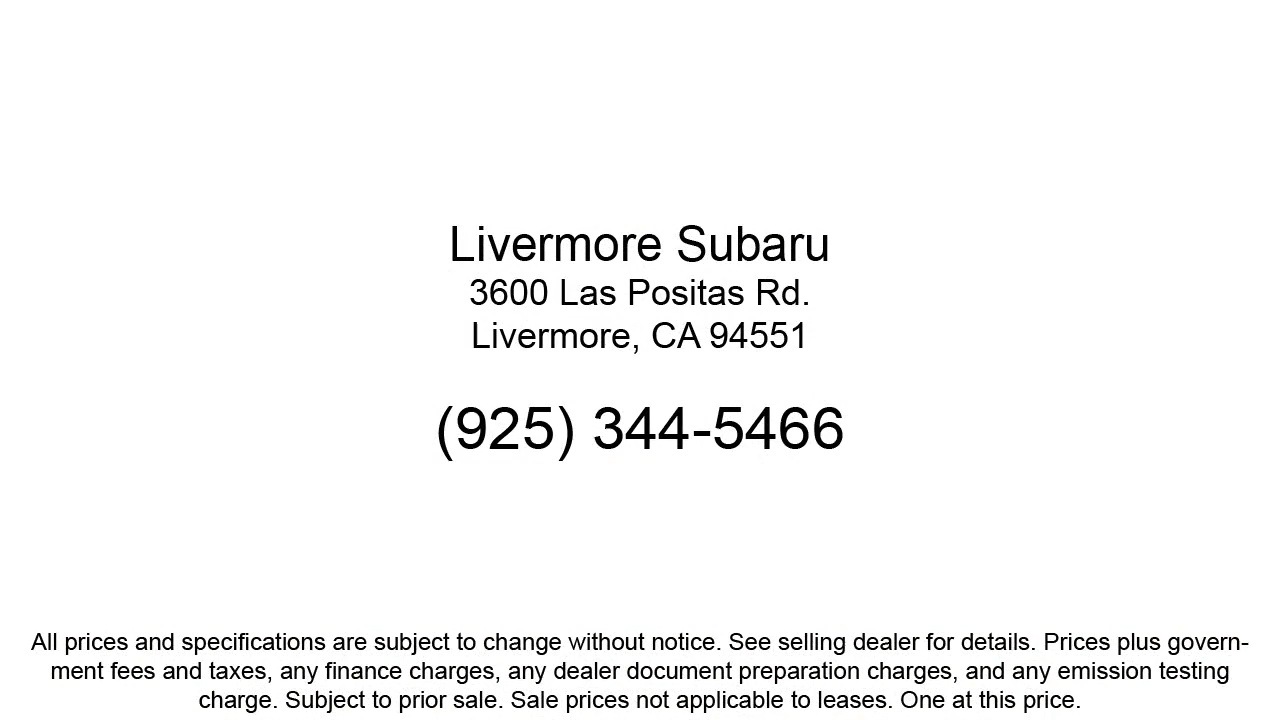 Livermore Subaru
3600 Las Positas Rd.
Livermore, CA 94551
(925) 344-5466
All prices and specifications are subject to change without notice. See selling dealer for details. Prices plus govern-
ment fees and taxes, any finance charges, any dealer document preparation charges, and any emission testing
charge. Subject to prior sale. Sale prices not applicable to leases. One at this price.